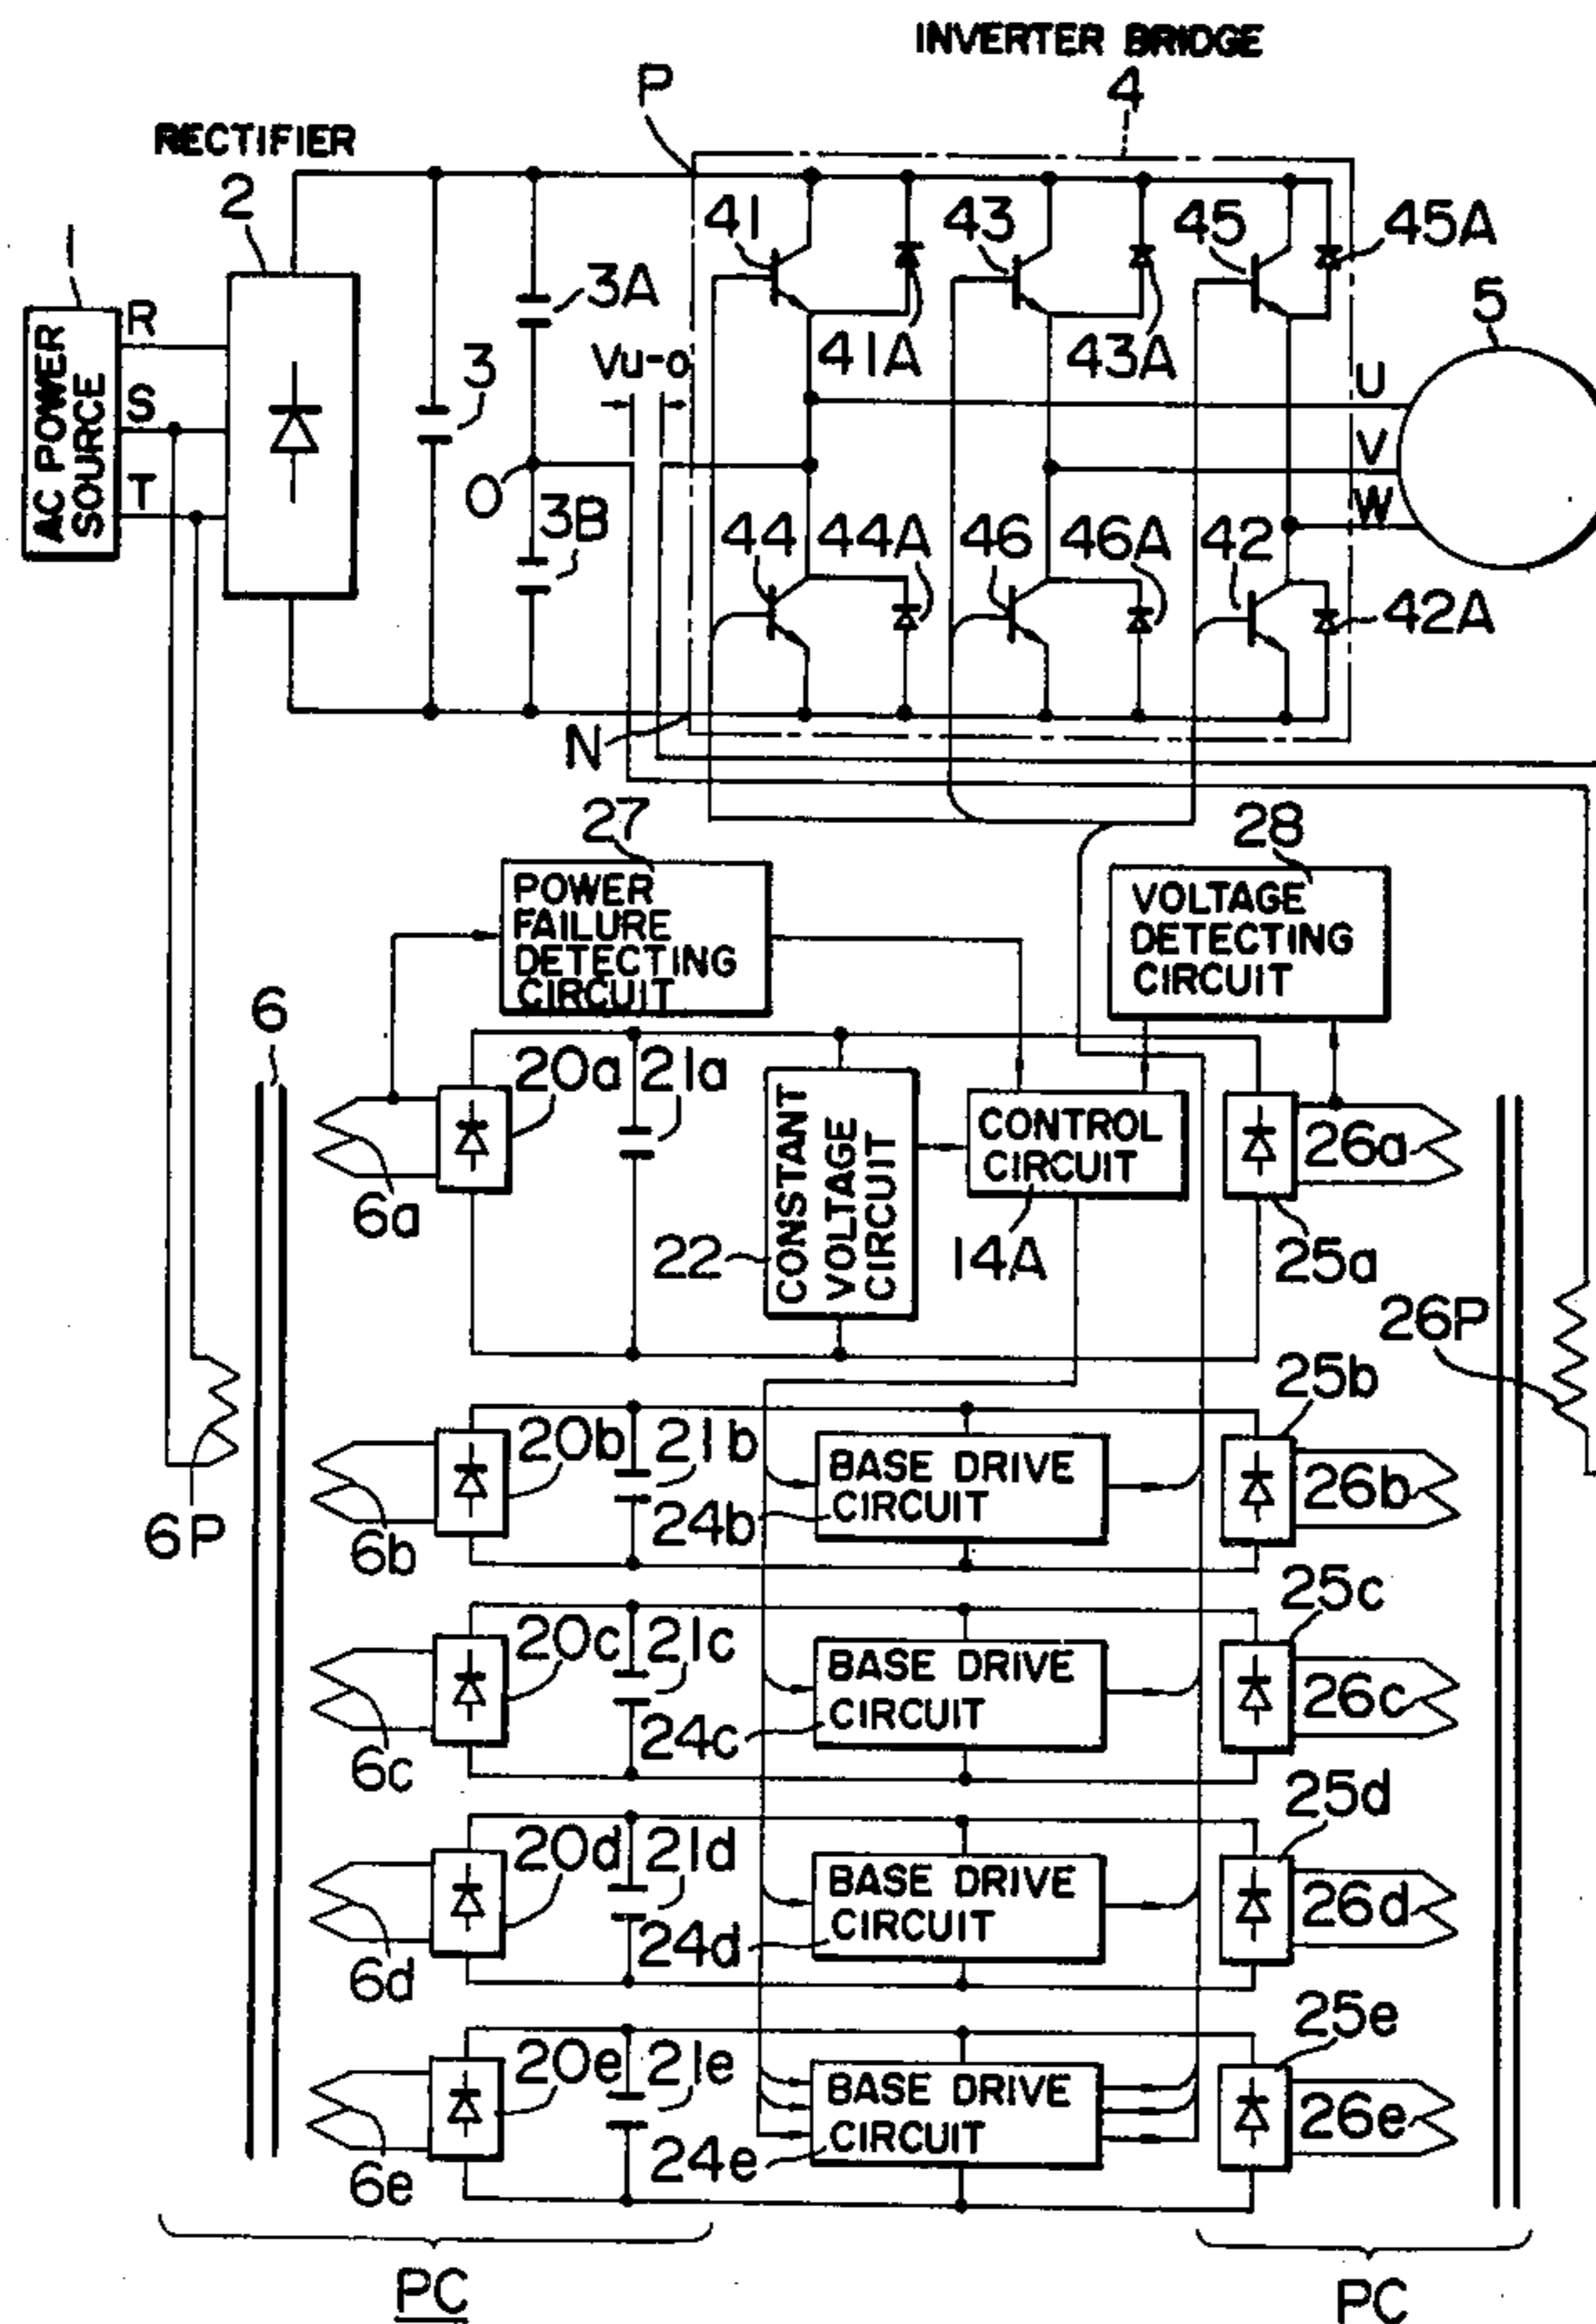 INVERTER BRIDGE
4
P
RECTIFIER
2
1
AC POWER
SOURCE
R
S
T
3
3A
3B
O
Vu-o
N
41
41A
43
43A
45
45A
5
U
V
W
44
44A
46
46A
42
42A
27
POWER
FAILURE
DETECTING
CIRCUIT
28
VOLTAGE
DETECTING
CIRCUIT
6
6P
6a
20a
21a
22
CONSTANT
VOLTAGE
CIRCUIT
CONTROL
CIRCUIT
14A
26a
25a
26P
6b
20b
21b
24b
BASE DRIVE
CIRCUIT
25b
26b
6c
20c
21c
24c
BASE DRIVE
CIRCUIT
25c
26c
6d
20d
21d
24d
BASE DRIVE
CIRCUIT
25d
26d
6e
20e
21e
24e
BASE DRIVE
CIRCUIT
25e
26e
PC
PC